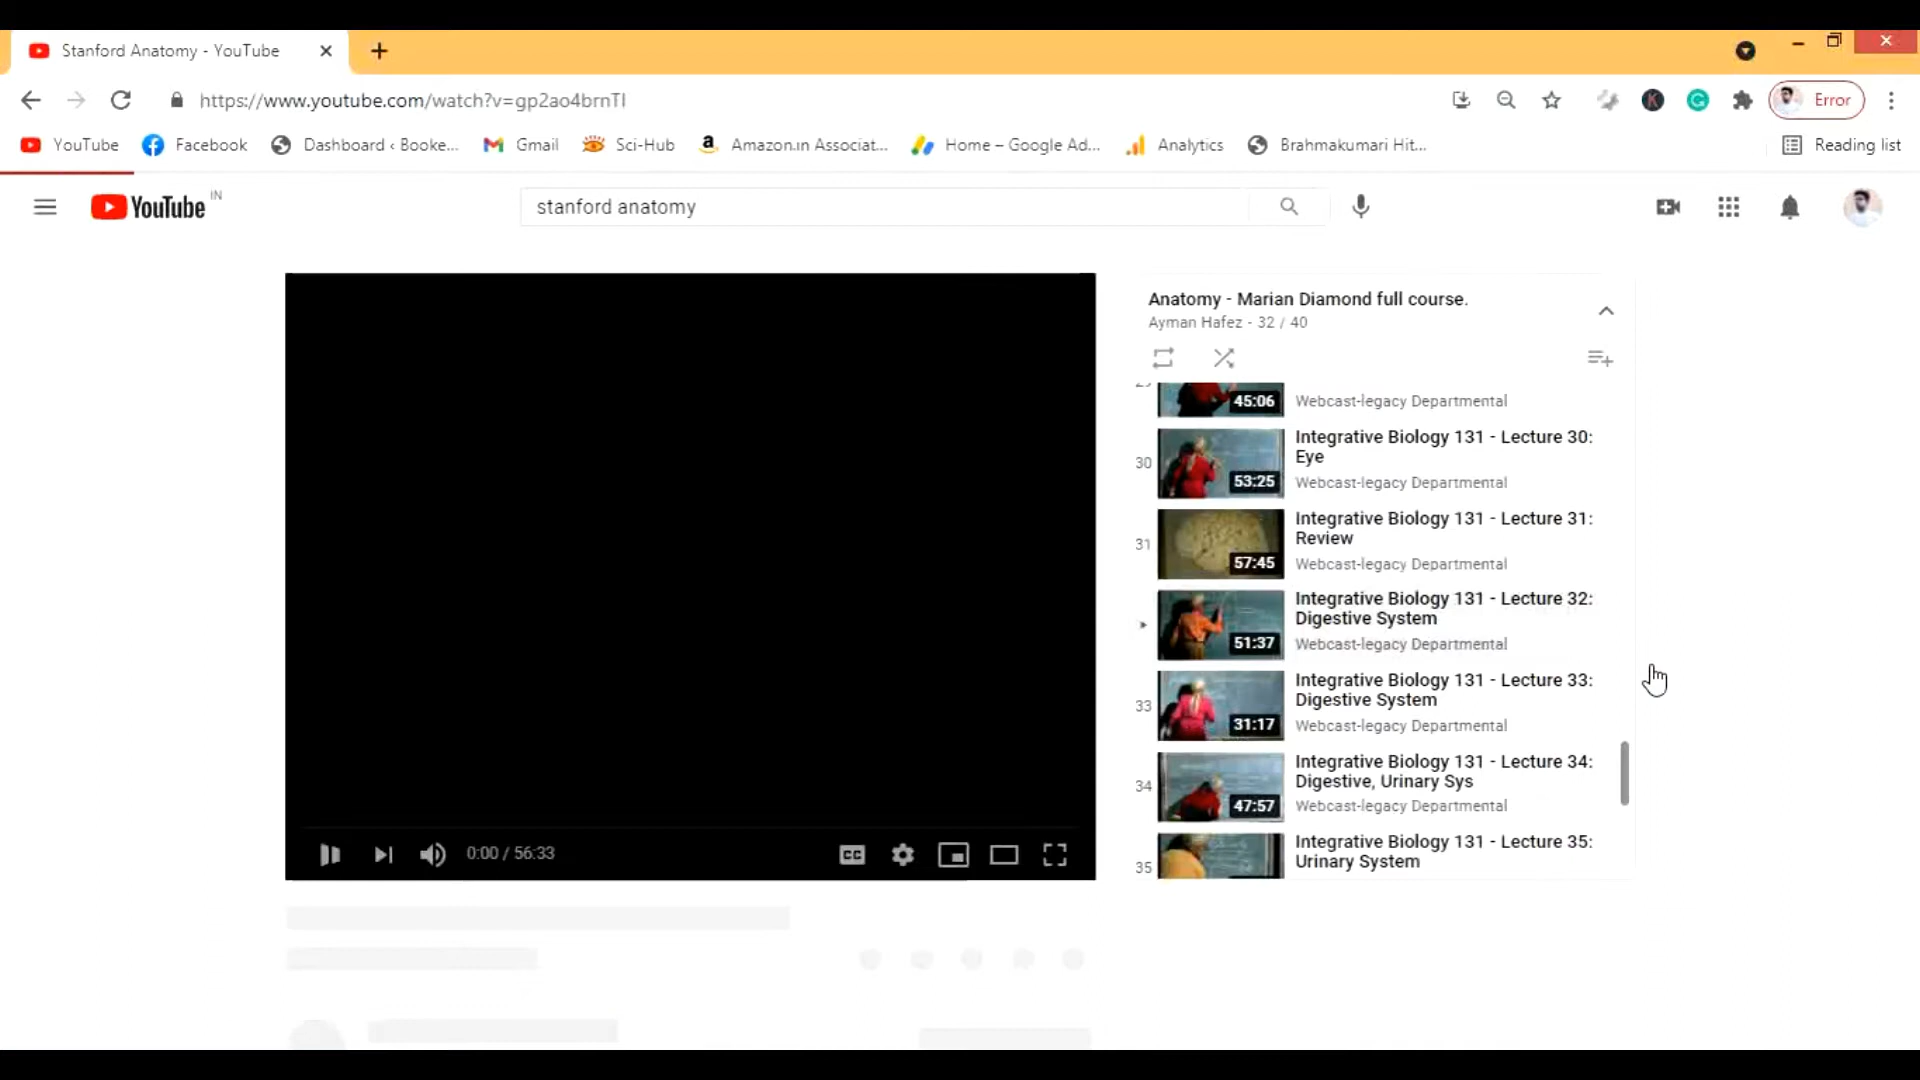 Stanford Anatomy - YouTube
https://www.youtube.com/watch?v=gp2ao4brnTI
Error
YouTube
Facebook
Dashboard ‹ Booke...
Gmail
Sci-Hub
Amazon.in Associat...
Home – Google Ad...
Analytics
Brahmakumari Hit...
Reading list
YouTube IN
stanford anatomy
Anatomy - Marian Diamond full course.
Ayman Hafez - 32 / 40
45:06
Webcast-legacy Departmental
30
53:25
Integrative Biology 131 - Lecture 30:
Eye
Webcast-legacy Departmental
31
57:45
Integrative Biology 131 - Lecture 31:
Review
Webcast-legacy Departmental
51:37
Integrative Biology 131 - Lecture 32:
Digestive System
Webcast-legacy Departmental
33
31:17
Integrative Biology 131 - Lecture 33:
Digestive System
Webcast-legacy Departmental
34
47:57
Integrative Biology 131 - Lecture 34:
Digestive, Urinary Sys
Webcast-legacy Departmental
35
Integrative Biology 131 - Lecture 35:
Urinary System
0:00 / 56:33
CC